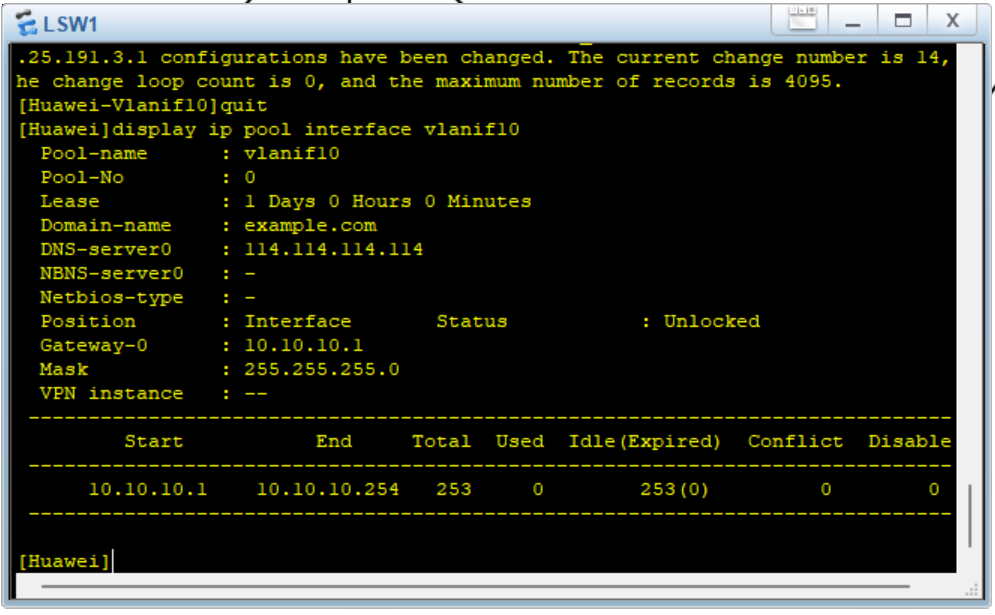 LSW1
.25.191.3.1 configurations have been changed. The current change number is 14,
he change loop count is 0, and the maximum number of records is 4095.
[Huawei-Vlanif10]quit
[Huawei]display ip pool interface vlanif10
Pool-name : vlanif10
Pool-No : 0
Lease : 1 Days 0 Hours 0 Minutes
Domain-name : example.com
DNS-server0 : 114.114.114.114
NBNS-server0 : -
Netbios-type : -
Position : Interface Status : Unlocked
Gateway-0 : 10.10.10.1
Mask : 255.255.255.0
VPN instance : --
-----------------------------------------------------------------------------
Start End Total Used Idle(Expired) Conflict Disable
-----------------------------------------------------------------------------
10.10.10.1 10.10.10.254 253 0 253(0) 0 0
-----------------------------------------------------------------------------
[Huawei]